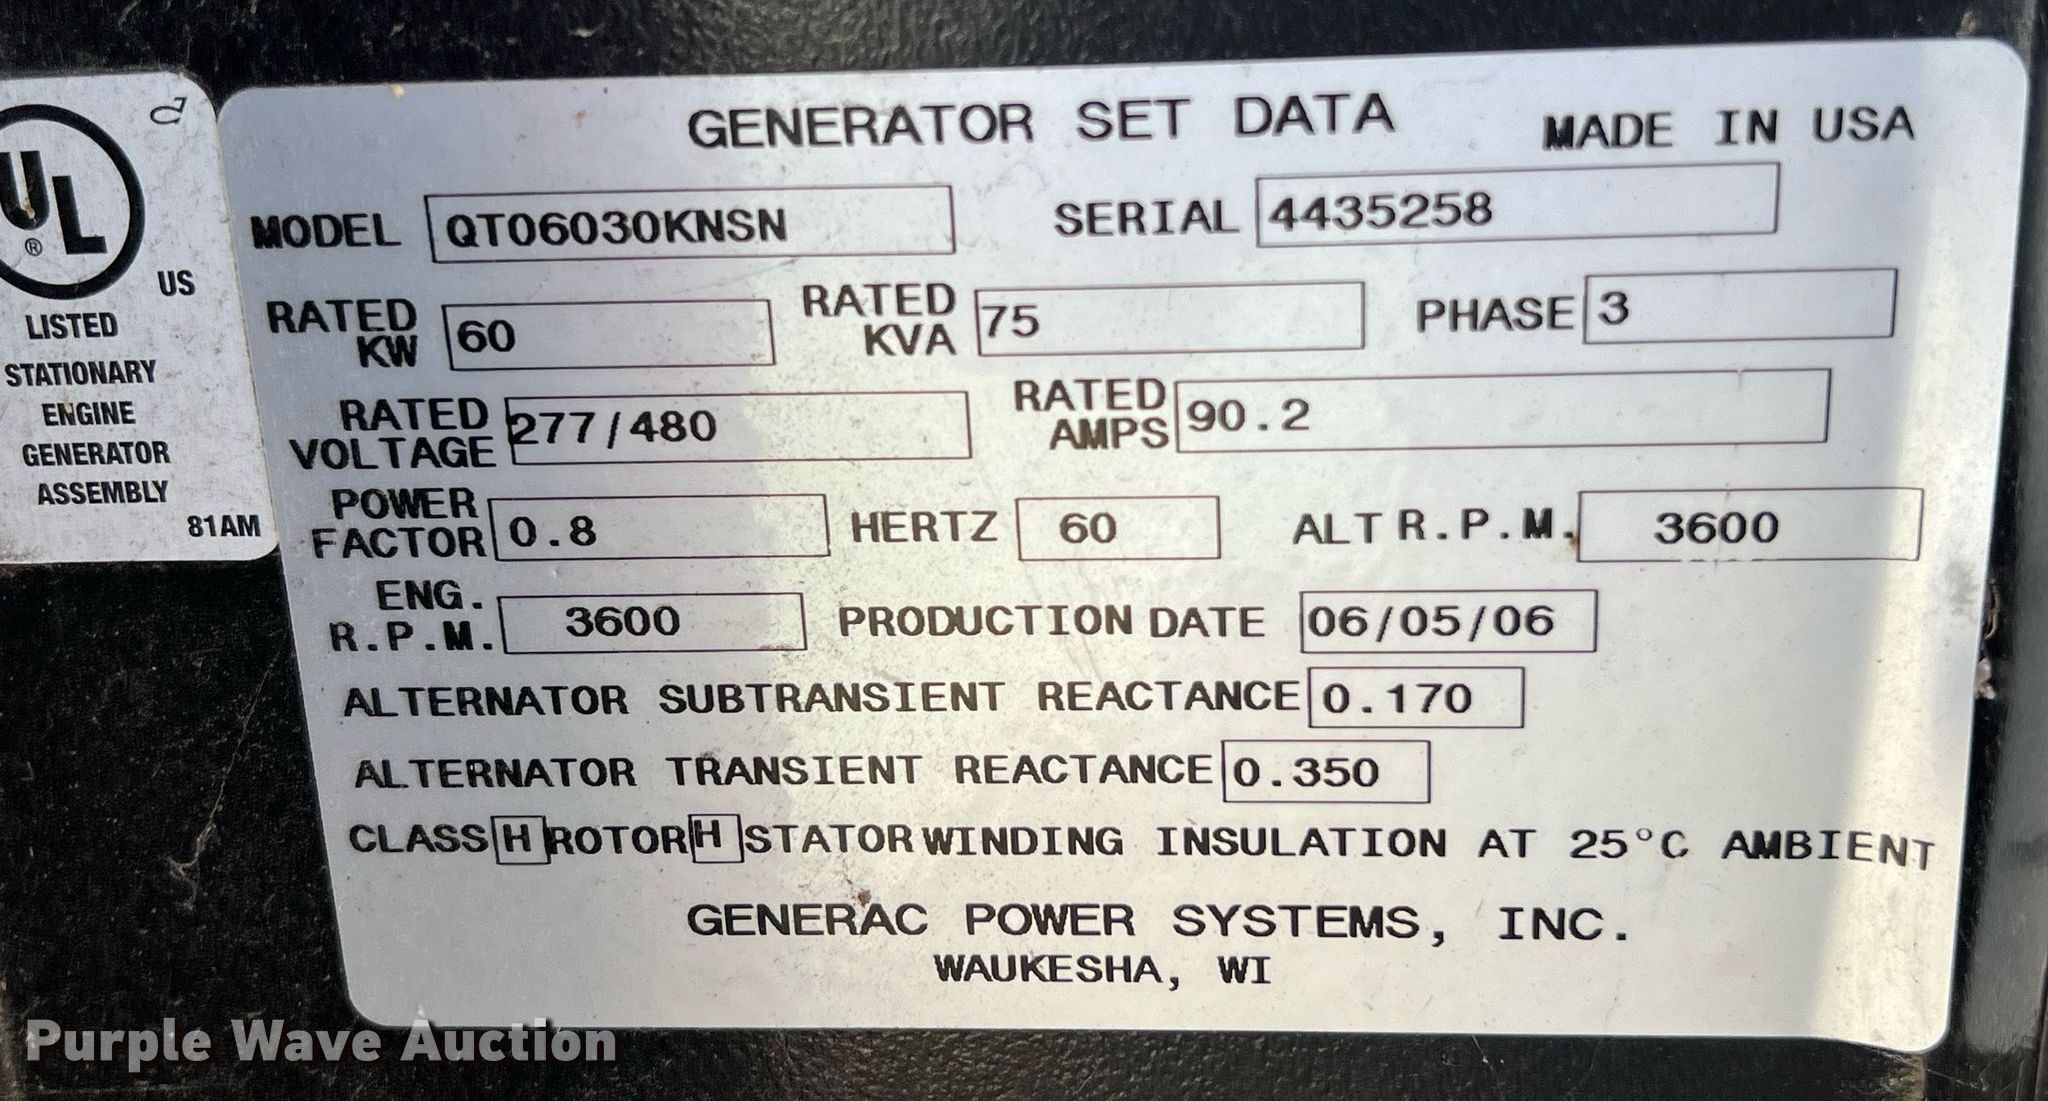 GENERATOR SET DATA MADE IN USA
MODEL QT06030KNSN SERIAL 4435258
RATED KW 60 RATED KVA 75 PHASE 3
RATED VOLTAGE 277/480 RATED AMPS 90.2
POWER FACTOR 0.8 HERTZ 60 ALT R.P.M. 3600
ENG. R.P.M. 3600 PRODUCTION DATE 06/05/06
ALTERNATOR SUBTRANSIENT REACTANCE 0.170
ALTERNATOR TRANSIENT REACTANCE 0.350
CLASS H ROTOR H STATOR WINDING INSULATION AT 25°C AMBIENT
GENERAC POWER SYSTEMS, INC.
WAUKESHA, WI
UL
®
US
LISTED
STATIONARY
ENGINE
GENERATOR
ASSEMBLY
81AM
Purple Wave Auction